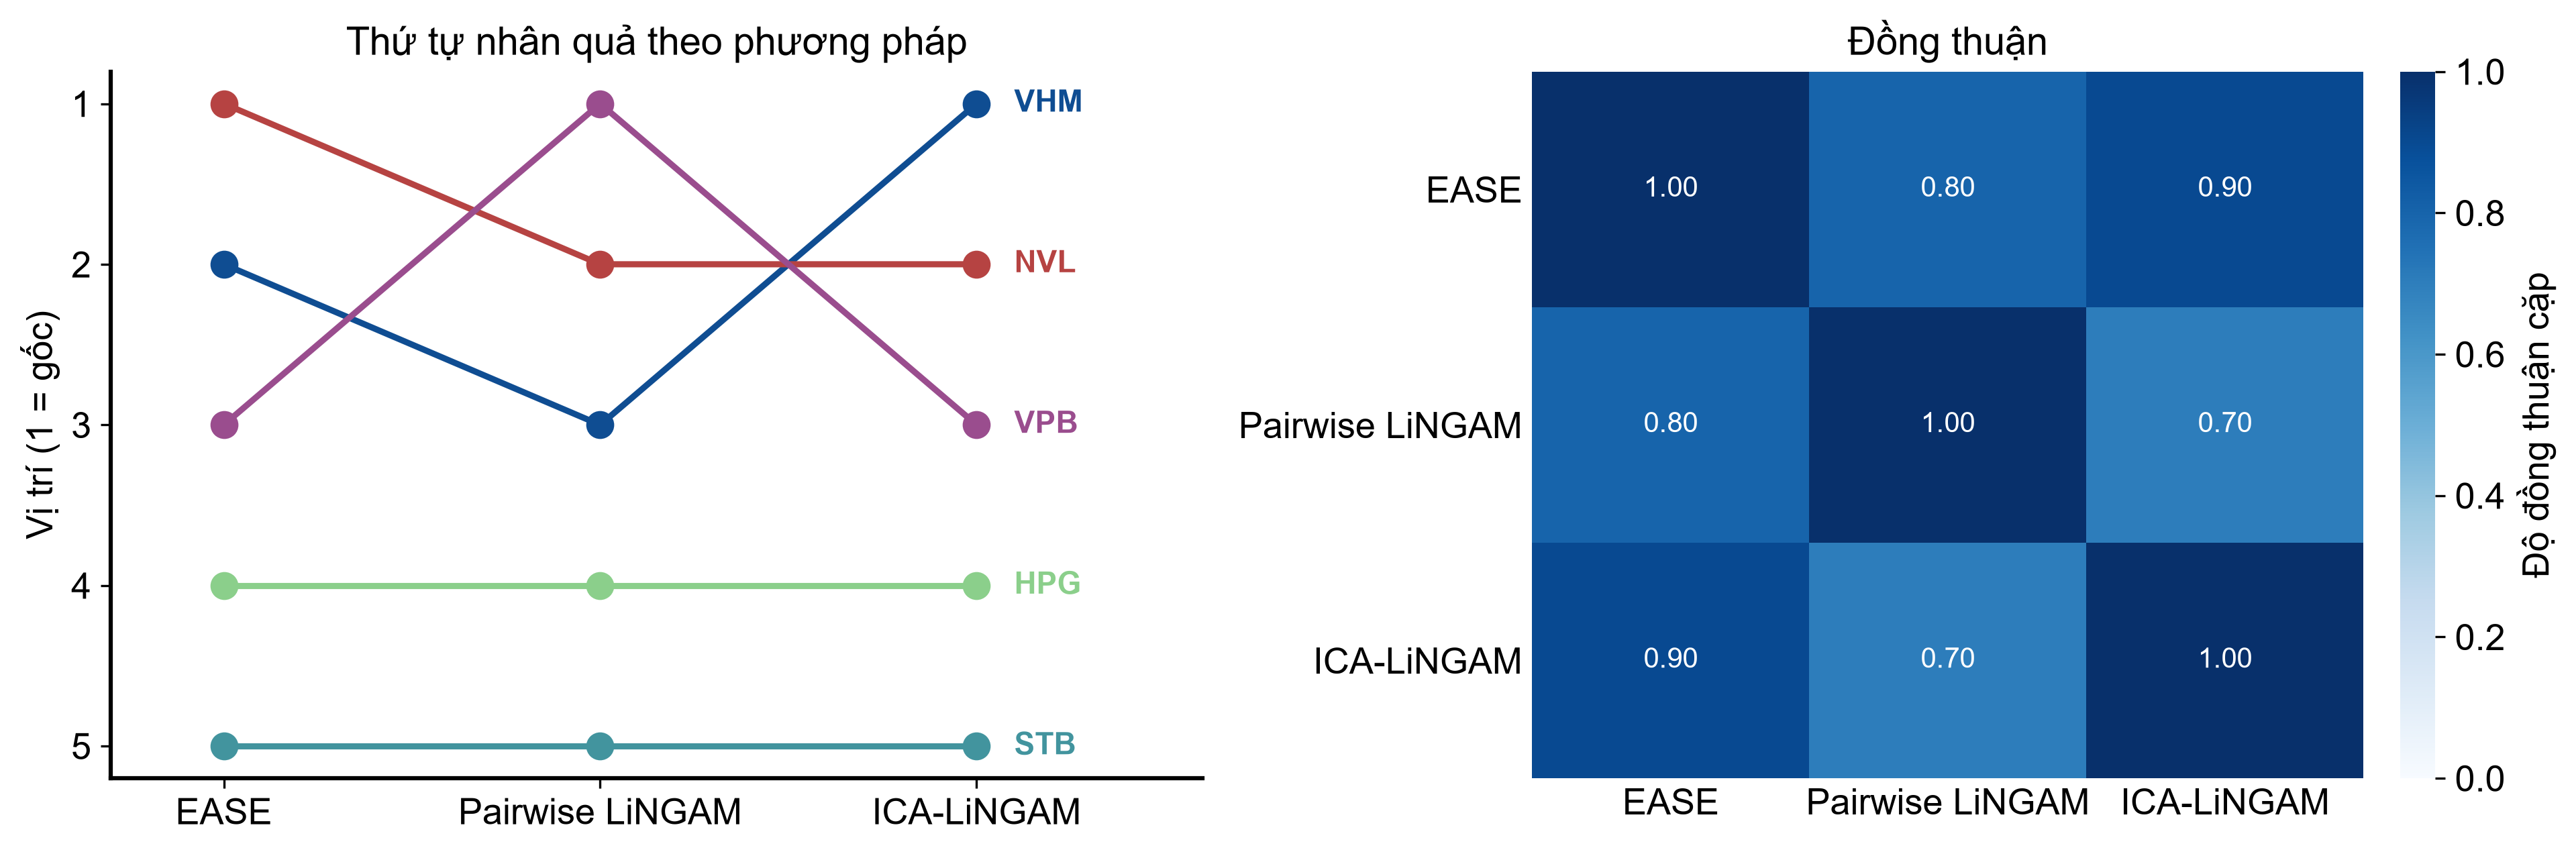 Thứ tự nhân quả theo phương pháp
Vị trí (1 = gốc)
1
2
3
4
5
VHM
NVL
VPB
HPG
STB
EASE
Pairwise LiNGAM
ICA-LiNGAM
Đồng thuận
EASE
Pairwise LiNGAM
ICA-LiNGAM
1.00 0.80 0.90
0.80 1.00 0.70
0.90 0.70 1.00
EASE
Pairwise LiNGAM
ICA-LiNGAM
1.0
0.8
0.6
0.4
0.2
0.0
Độ đồng thuận cặp